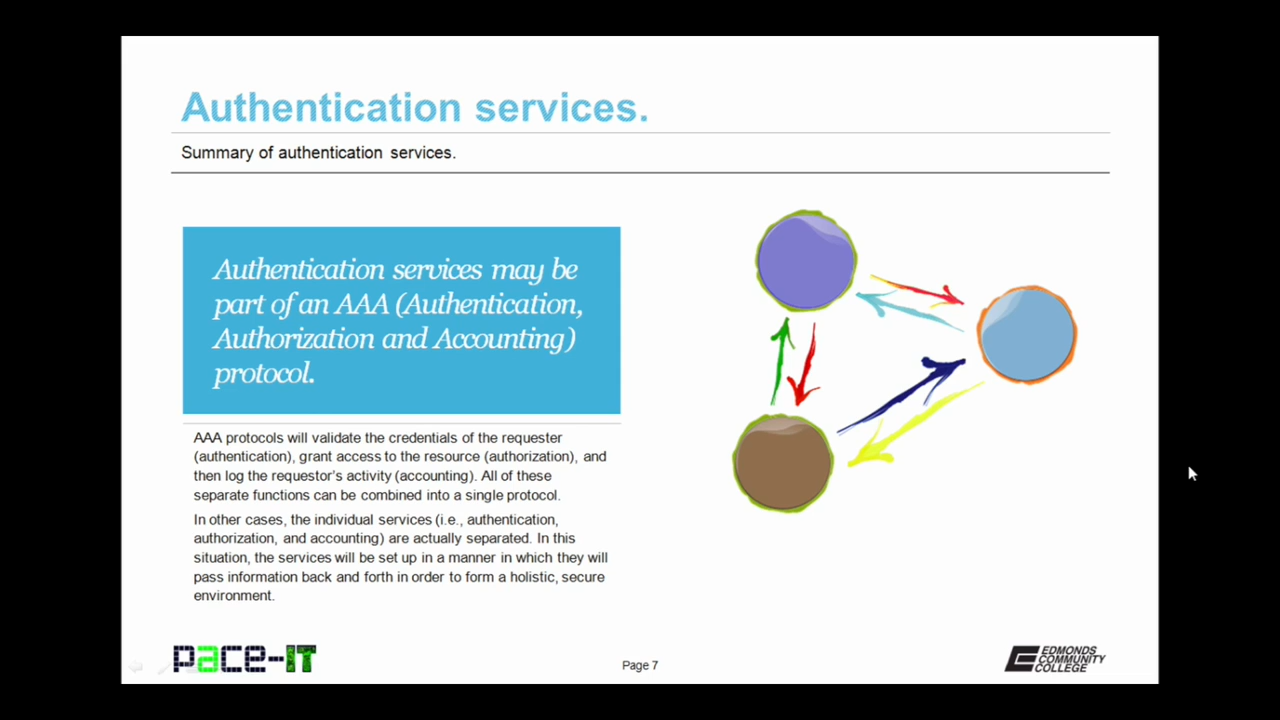 Authentication services.
Summary of authentication services.
Authentication services may be
part of an AAA (Authentication,
Authorization and Accounting)
protocol.
AAA protocols will validate the credentials of the requester
(authentication), grant access to the resource (authorization), and
then log the requestor's activity (accounting). All of these
separate functions can be combined into a single protocol.
In other cases, the individual services (i.e., authentication,
authorization, and accounting) are actually separated. In this
situation, the services will be set up in a manner in which they will
pass information back and forth in order to form a holistic, secure
environment.
pace-IT
Page 7
EDMONDS
COMMUNITY
COLLEGE